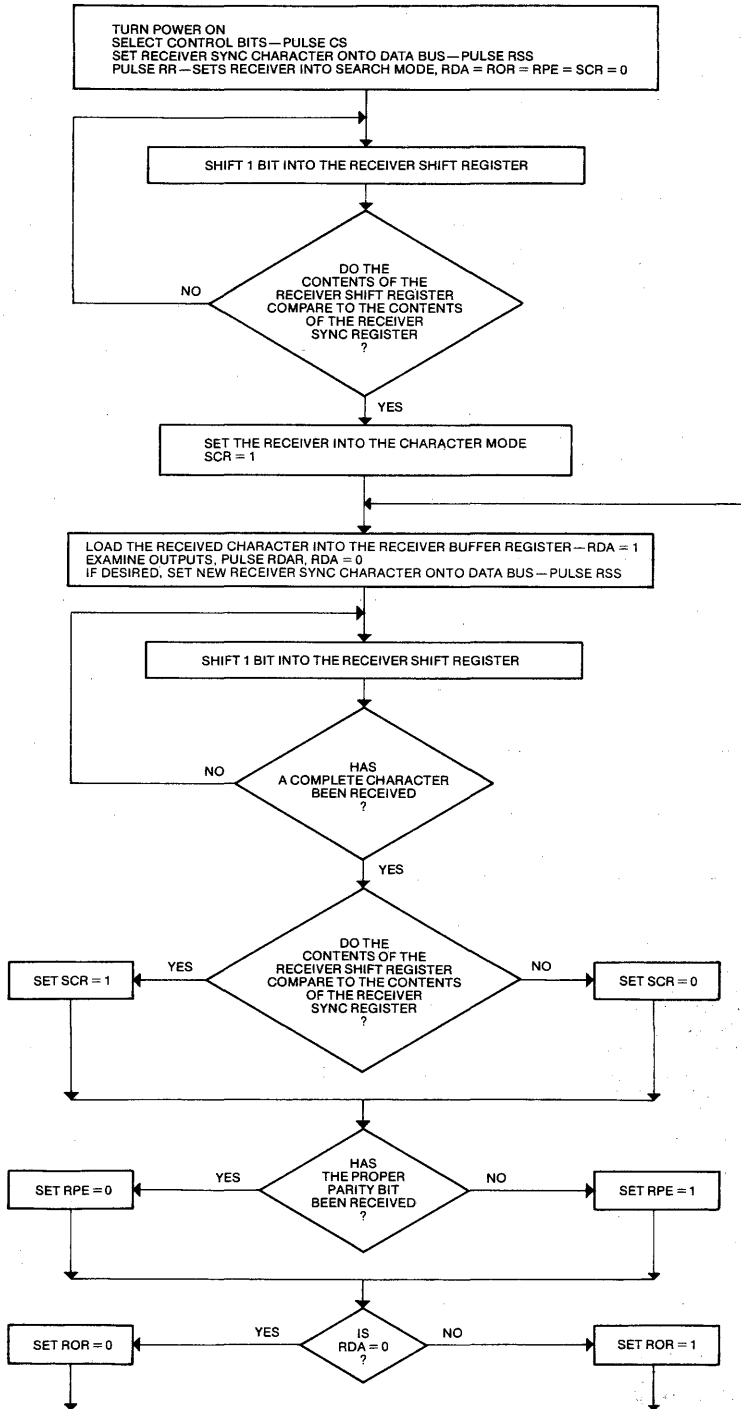 TURN POWER ON
SELECT CONTROL BITS—PULSE CS
SET RECEIVER SYNC CHARACTER ONTO DATA BUS—PULSE RSS
PULSE RR—SETS RECEIVER INTO SEARCH MODE, RDA = ROR = RPE = SCR = 0
SHIFT 1 BIT INTO THE RECEIVER SHIFT REGISTER
NO
DO THE
CONTENTS OF THE
RECEIVER SHIFT REGISTER
COMPARE TO THE CONTENTS
OF THE RECEIVER
SYNC REGISTER
?
YES
SET THE RECEIVER INTO THE CHARACTER MODE
SCR = 1
LOAD THE RECEIVED CHARACTER INTO THE RECEIVER BUFFER REGISTER—RDA = 1
EXAMINE OUTPUTS, PULSE RDAR, RDA = 0
IF DESIRED, SET NEW RECEIVER SYNC CHARACTER ONTO DATA BUS—PULSE RSS
SHIFT 1 BIT INTO THE RECEIVER SHIFT REGISTER
NO
HAS
A COMPLETE CHARACTER
BEEN RECEIVED
?
YES
SET SCR = 1
YES
DO THE
CONTENTS OF THE
RECEIVER SHIFT REGISTER
COMPARE TO THE CONTENTS
OF THE RECEIVER
SYNC REGISTER
?
NO
SET SCR = 0
SET RPE = 0
YES
HAS
THE PROPER
PARITY BIT
BEEN RECEIVED
?
NO
SET RPE = 1
SET ROR = 0
YES
IS
RDA = 0
?
NO
SET ROR = 1